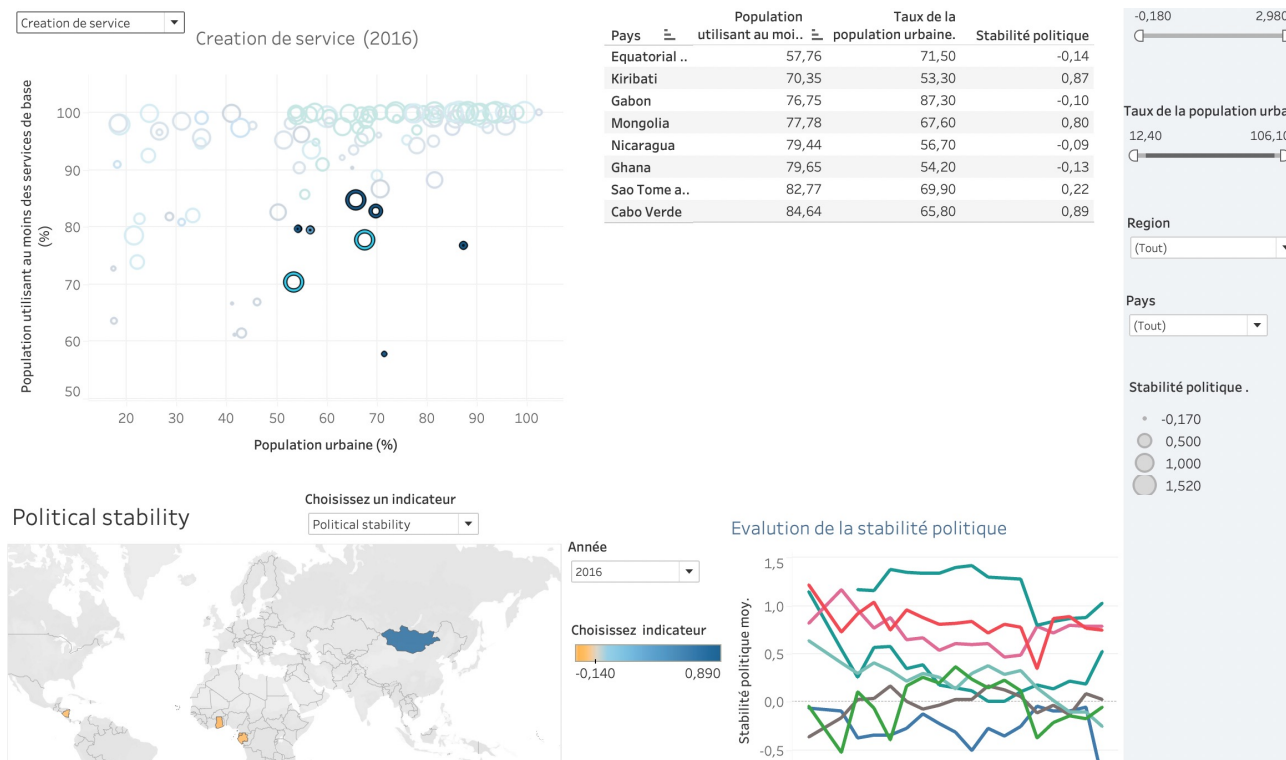 Creation de service
Creation de service (2016)
Population utilisant au moins des services de base
(%)
100
90
80
70
60
50
20 30 40 50 60 70 80 90 100
Population urbaine (%)
Population Taux de la
Pays utilisant au moi.. population urbaine. Stabilité politique
Equatorial .. 57,76 71,50 -0,14
Kiribati 70,35 53,30 0,87
Gabon 76,75 87,30 -0,10
Mongolia 77,78 67,60 0,80
Nicaragua 79,44 56,70 -0,09
Ghana 79,65 54,20 -0,13
Sao Tome a.. 82,77 69,90 0,22
Cabo Verde 84,64 65,80 0,89
-0,180 2,980
Taux de la population urba
12,40 106,10
Region
(Tout)
Pays
(Tout)
Stabilité politique .
-0,170
0,500
1,000
1,520
Political stability
Choisissez un indicateur
Political stability
Année
2016
Choisissez indicateur
-0,140 0,890
Evalution de la stabilité politique
Stabilité politique moy.
1,5
1,0
0,5
0,0
-0,5